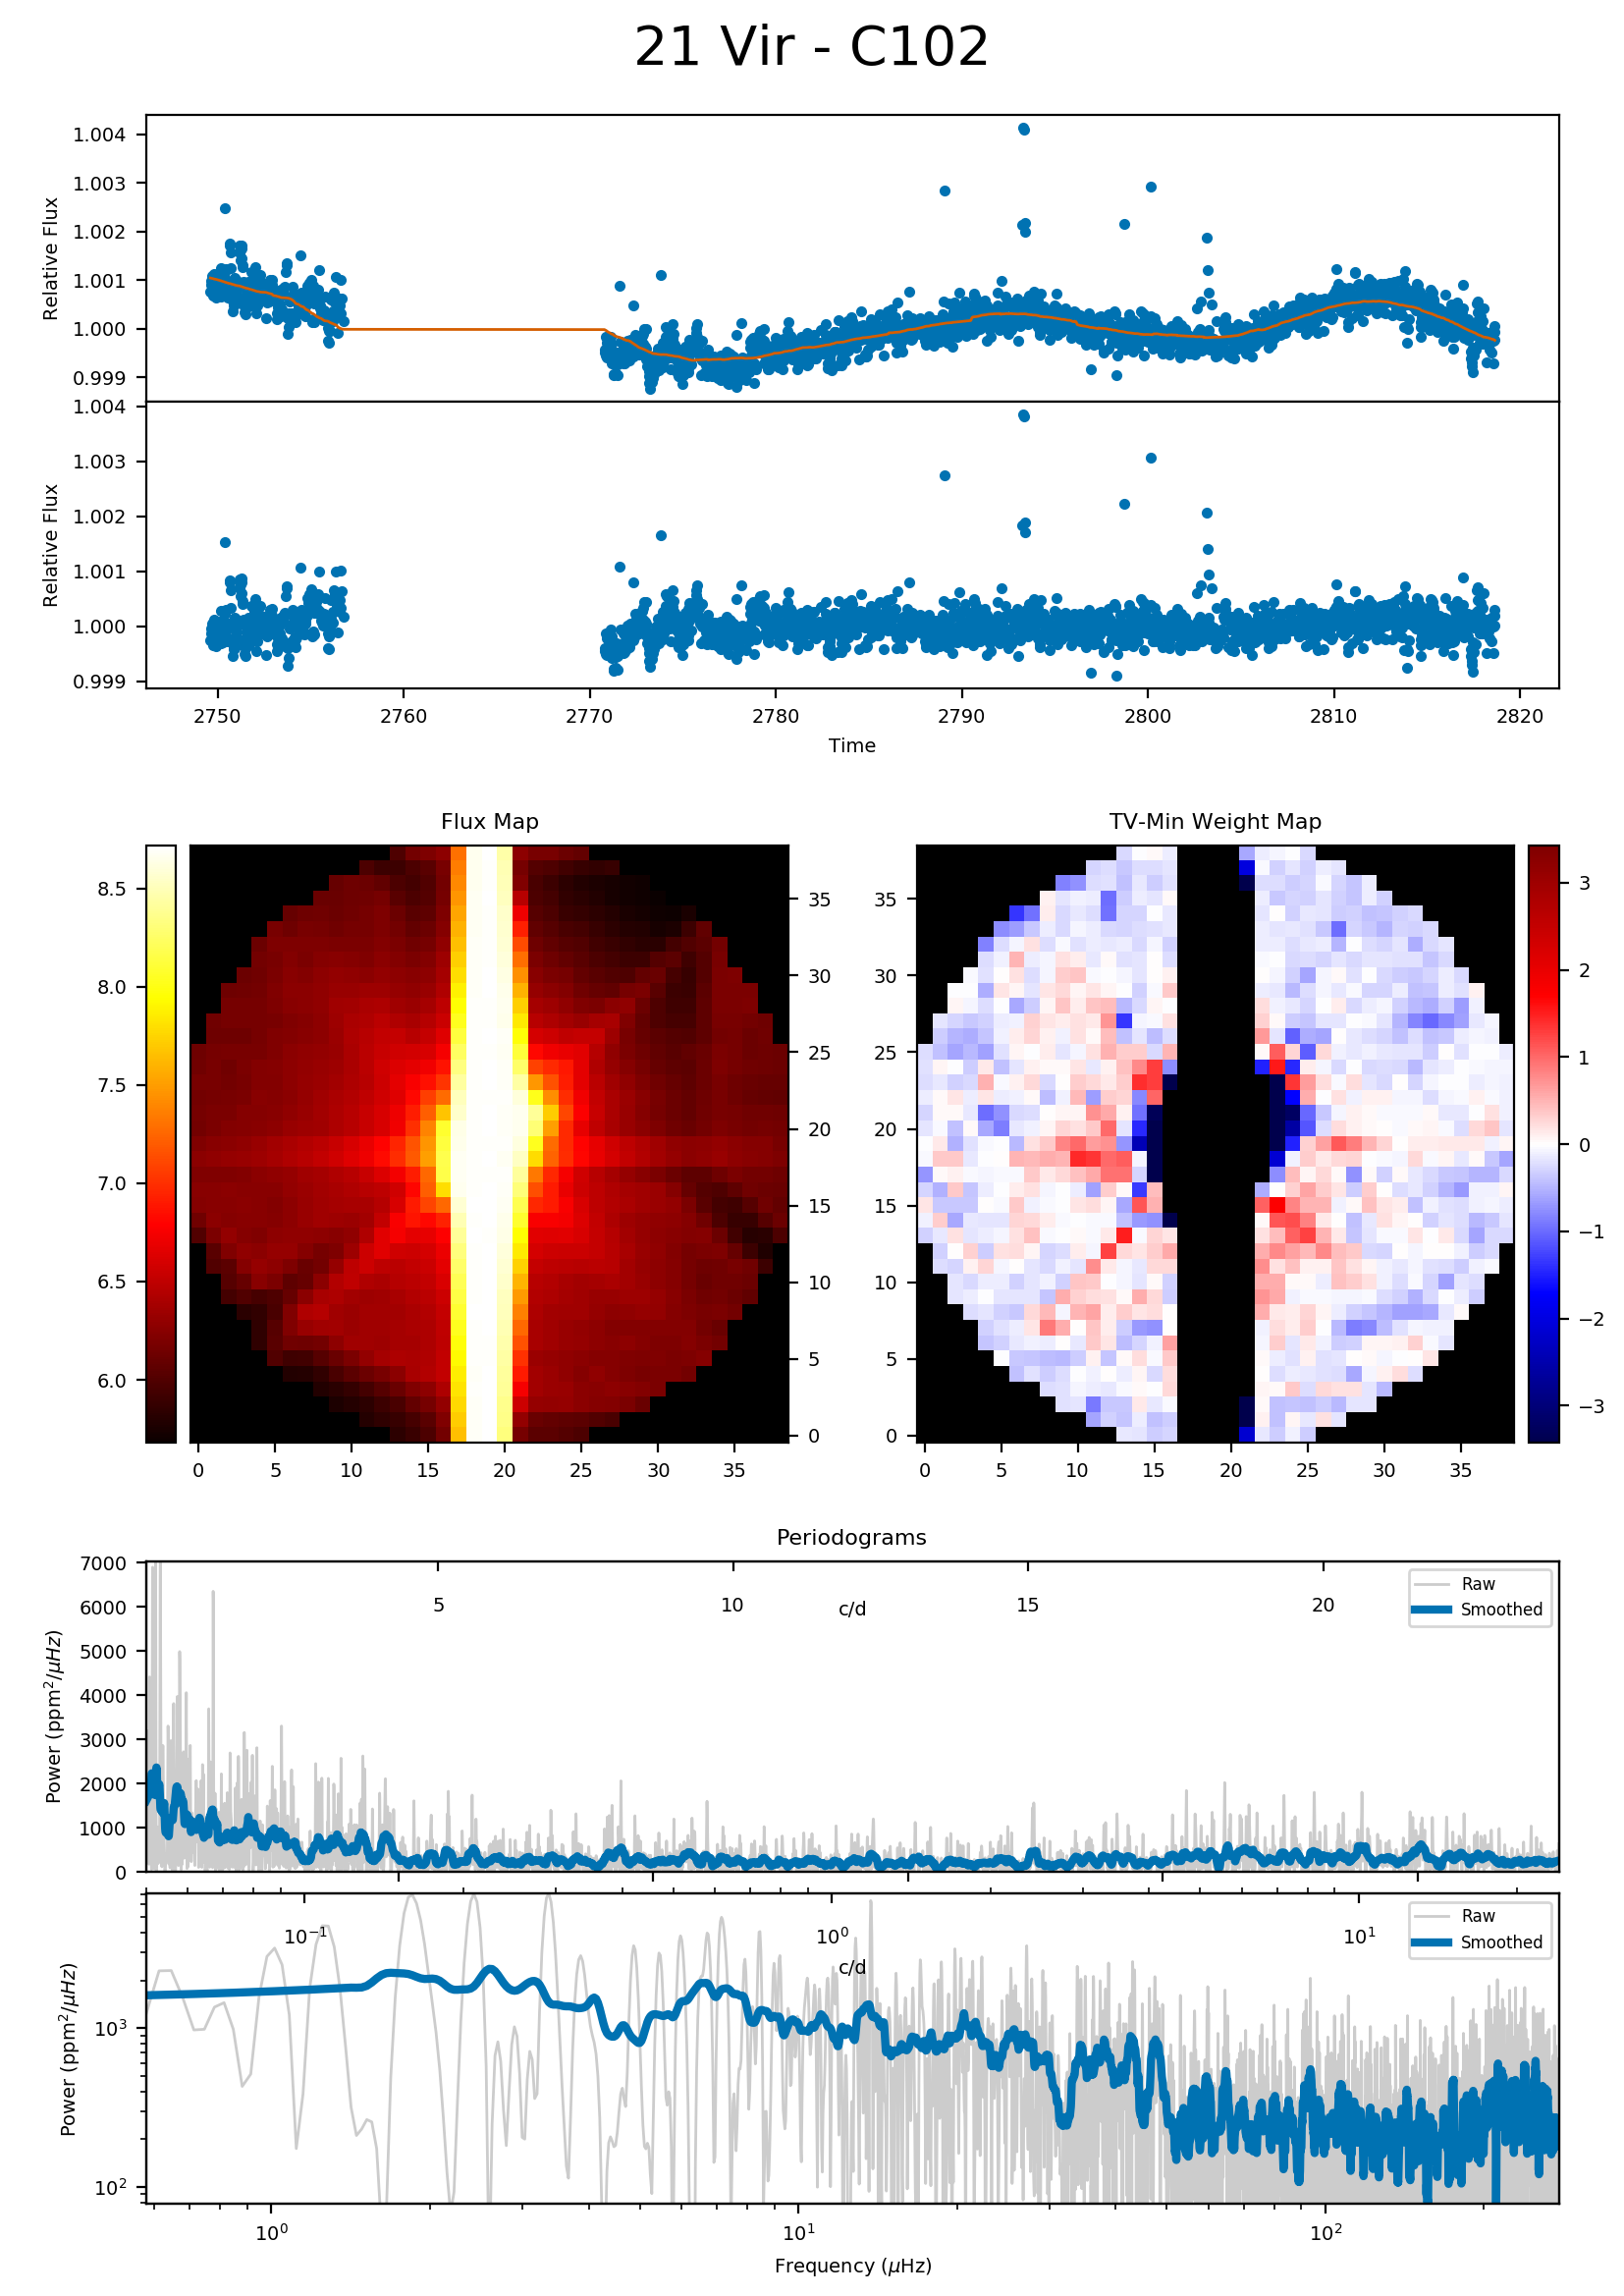 21 Vir - C102
1.004
1.003
1.002
1.001
1.000
0.999
Relative Flux
1.004
1.003
1.002
1.001
1.000
0.999
Relative Flux
2750 2760 2770 2780 2790 2800 2810 2820
Time
Flux Map
TV-Min Weight Map
8.5
8.0
7.5
7.0
6.5
6.0
35
30
25
20
15
10
5
0
0 5 10 15 20 25 30 35
35
30
25
20
15
10
5
0
0 5 10 15 20 25 30 35
3
2
1
0
−1
−2
−3
Periodograms
7000
6000
5000
4000
3000
2000
1000
0
Power (ppm²/μHz)
5 10 15 20
c/d
Raw
Smoothed
10³
10²
Power (ppm²/μHz)
10⁻¹ 10⁰ 10¹
c/d
Raw
Smoothed
10⁰ 10¹ 10²
Frequency (μHz)